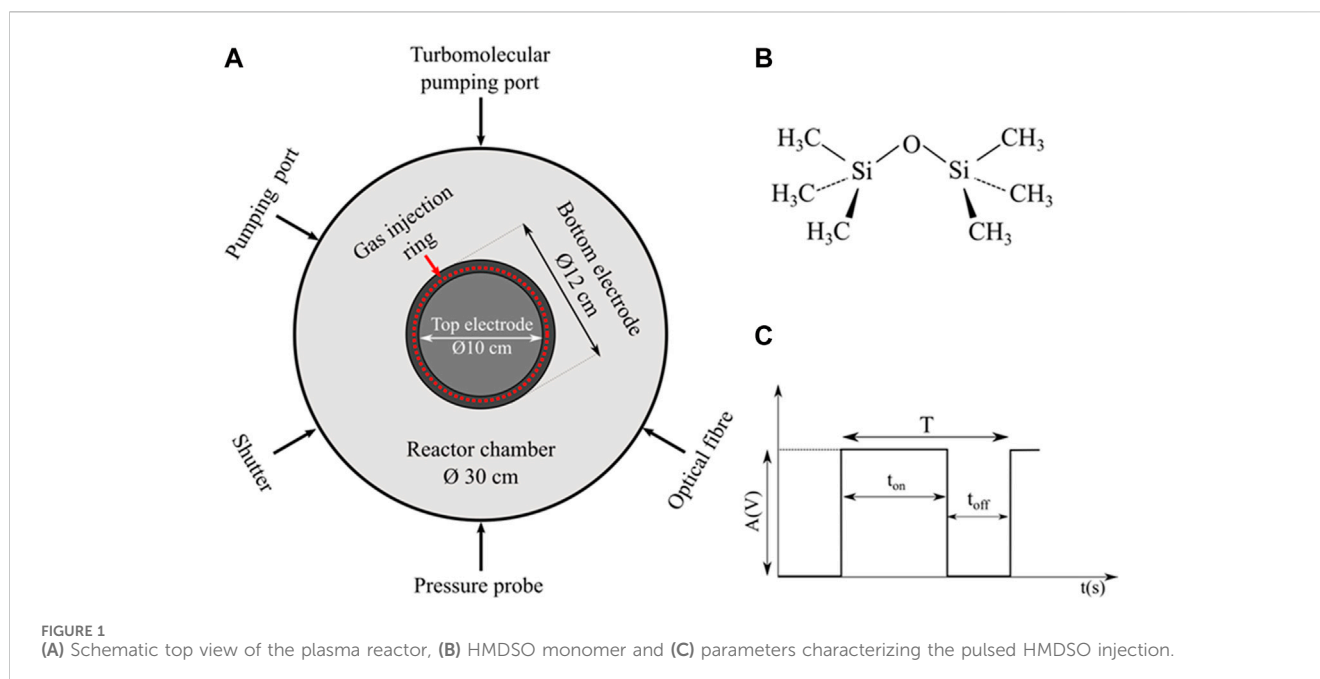 A
Turbomolecular
pumping port
Pumping port
Gas injection
ring
Bottom electrode
Ø12 cm
Top electrode
Ø10 cm
Reactor chamber
Ø 30 cm
Shutter
Optical fibre
Pressure probe
B
H₃C
O
CH₃
Si
Si
H₃C
CH₃
H₃C
CH₃
C
T
tₒₙ
t_off
A(V)
t(s)
FIGURE 1
(A) Schematic top view of the plasma reactor, (B) HMDSO monomer and (C) parameters characterizing the pulsed HMDSO injection.